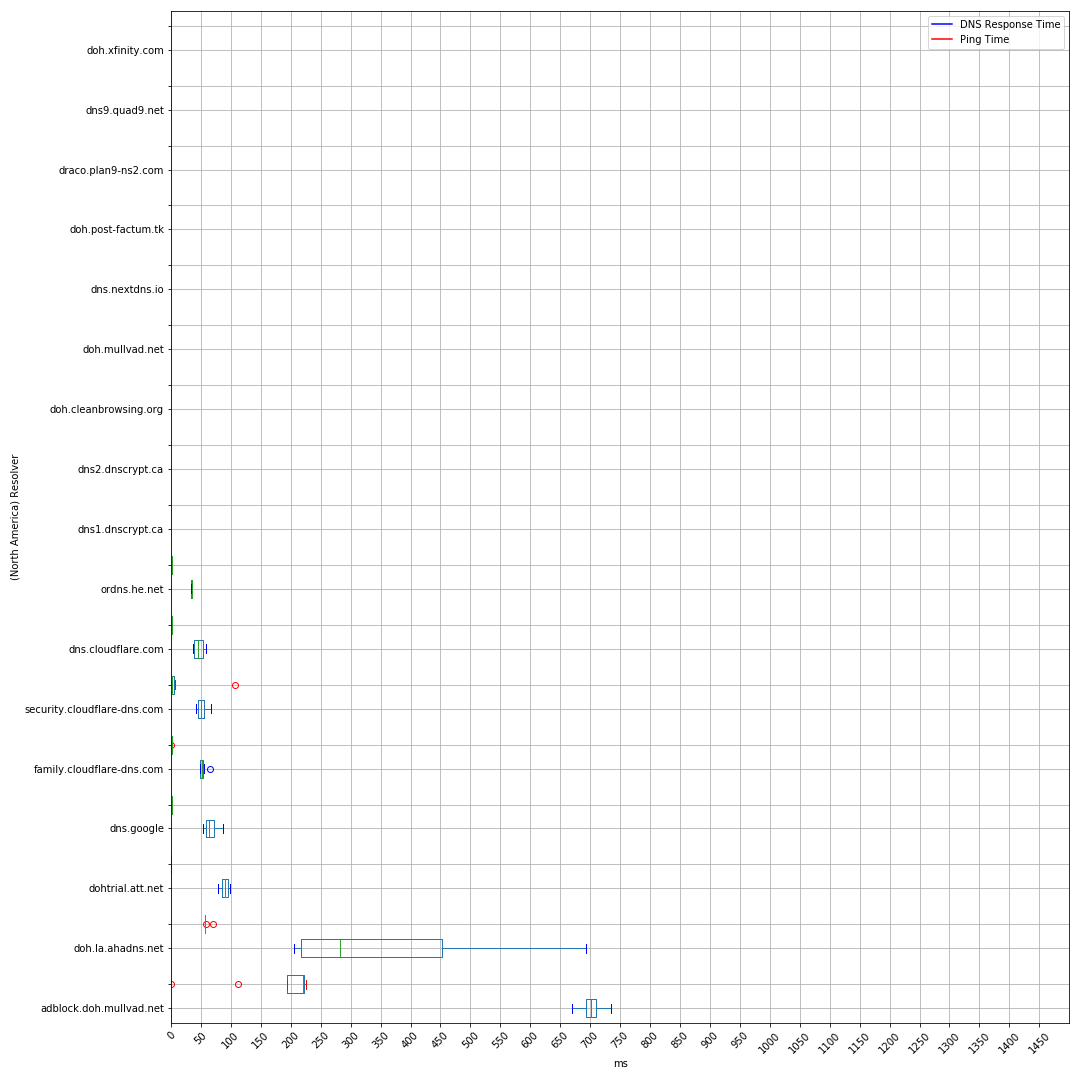 DNS Response Time
Ping Time
doh.xfinity.com
dns9.quad9.net
draco.plan9-ns2.com
doh.post-factum.tk
dns.nextdns.io
doh.mullvad.net
doh.cleanbrowsing.org
dns2.dnscrypt.ca
dns1.dnscrypt.ca
ordns.he.net
dns.cloudflare.com
security.cloudflare-dns.com
family.cloudflare-dns.com
dns.google
dohtrial.att.net
doh.la.ahadns.net
adblock.doh.mullvad.net
(North America) Resolver
0 50 100 150 200 250 300 350 400 450 500 550 600 650 700 750 800 850 900 950 1000 1050 1100 1150 1200 1250 1300 1350 1400 1450
ms